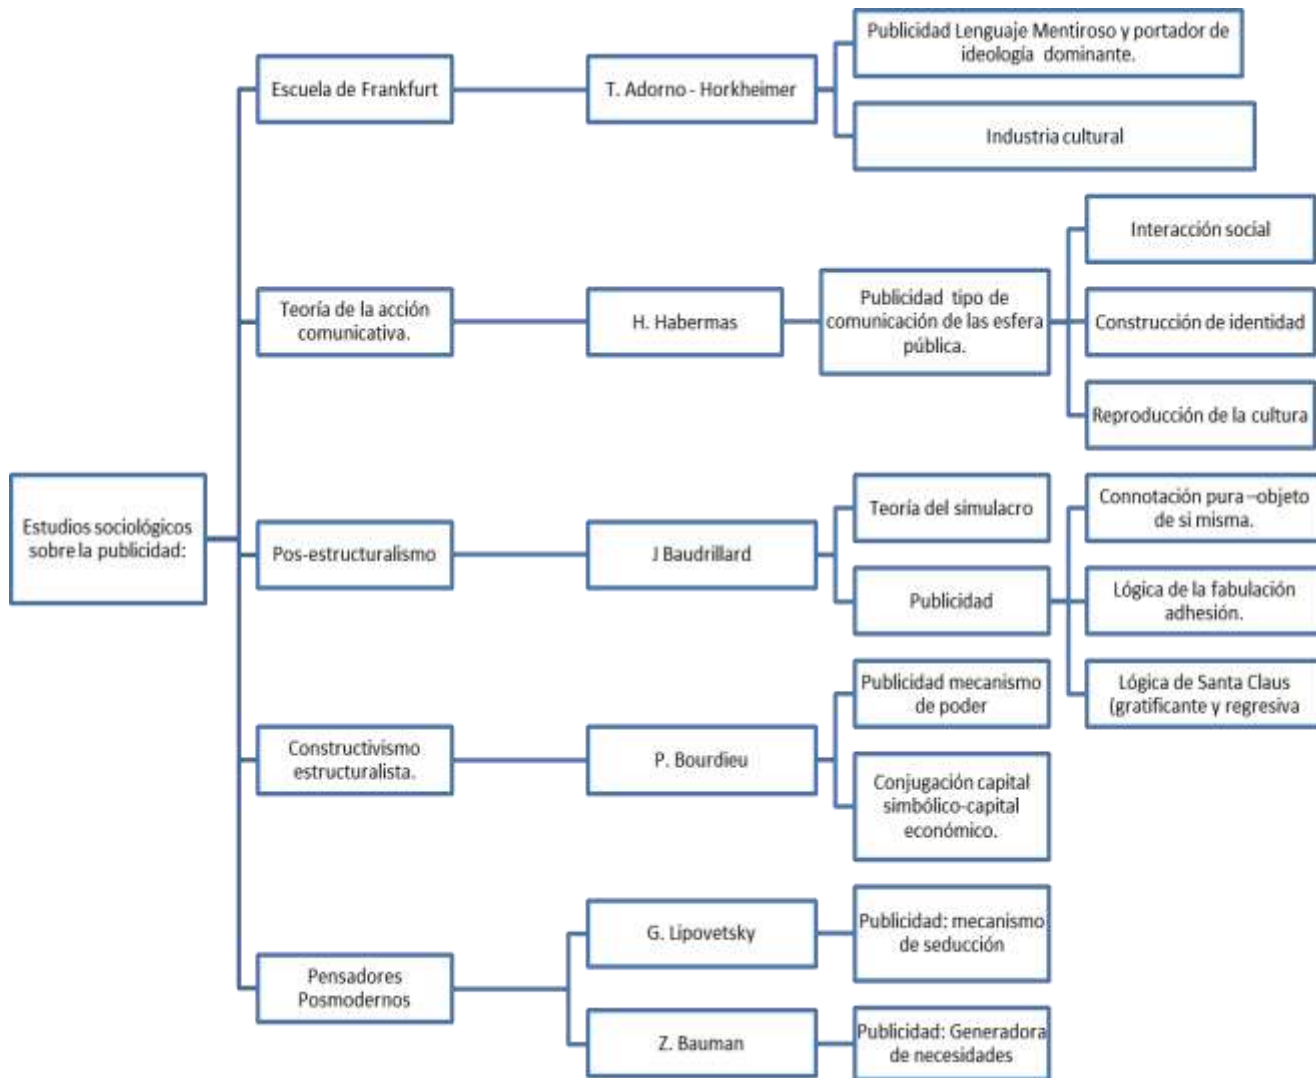 Estudios sociológicos
sobre la publicidad:
Escuela de Frankfurt
T. Adorno - Horkheimer
Publicidad Lenguaje Mentiroso y portador de
ideología dominante.
Industria cultural
Teoría de la acción
comunicativa.
H. Habermas
Publicidad tipo de
comunicación de las esfera
pública.
Interacción social
Construcción de identidad
Reproducción de la cultura
Pos-estructuralismo
J Baudrillard
Teoría del simulacro
Publicidad
Connotación pura –objeto
de si misma.
Lógica de la fabulación
adhesión.
Lógica de Santa Claus
(gratificante y regresiva
Constructivismo
estructuralista.
P. Bourdieu
Publicidad mecanismo
de poder
Conjugación capital
simbólico-capital
económico.
Pensadores
Posmodernos
G. Lipovetsky
Publicidad: mecanismo
de seducción
Z. Bauman
Publicidad: Generadora
de necesidades